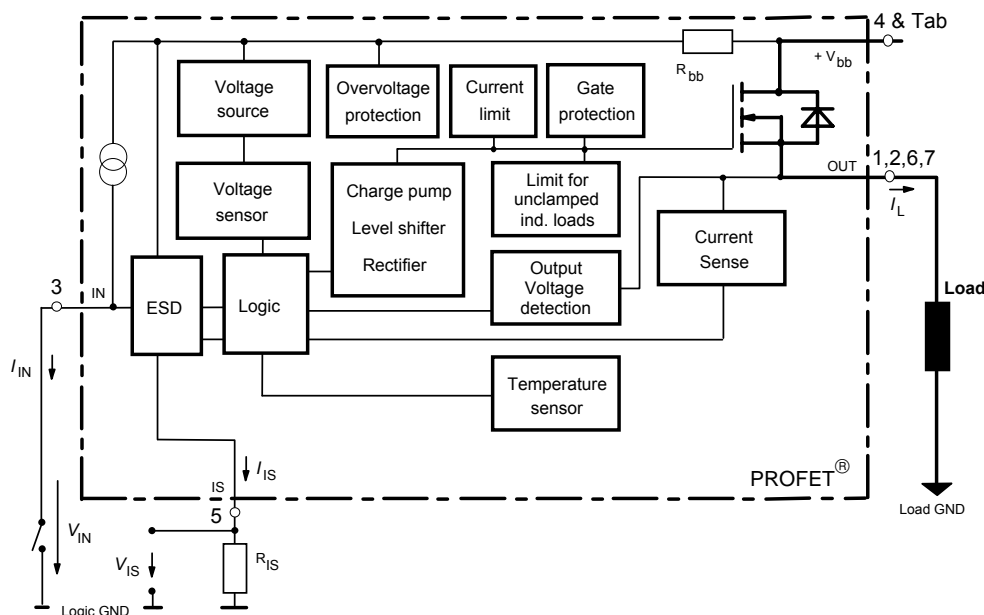 4 & Tab
R bb
+ V bb
Voltage
source
Overvoltage
protection
Current
limit
Gate
protection
Voltage
sensor
Charge pump
Level shifter
Rectifier
Limit for
unclamped
ind. loads
OUT
1,2,6,7
I L
Current
Sense
3
IN
ESD
Logic
Output
Voltage
detection
Load
I IN
Temperature
sensor
I IS
IS
PROFET®
5
Load GND
V IN
V IS
R IS
Logic GND